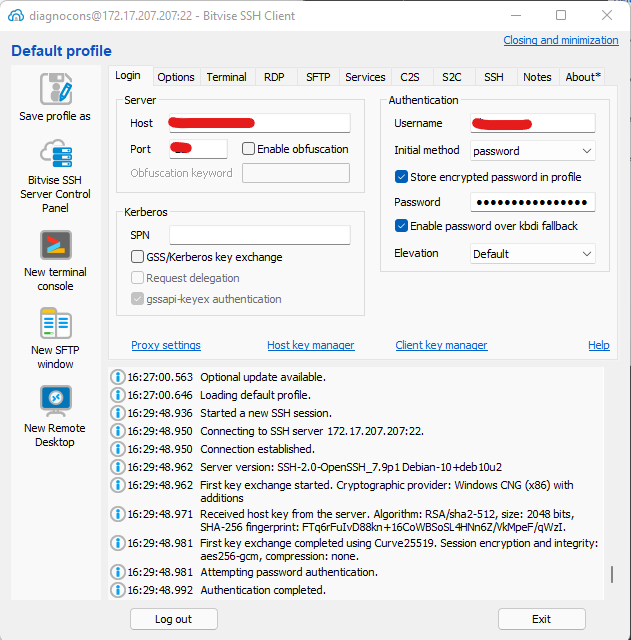 diagnocons@172.17.207.207:22 - Bitvise SSH Client
Default profile
Closing and minimization
Save profile as
Bitvise SSH
Server Control
Panel
New terminal
console
New SFTP
window
New Remote
Desktop
Login
Options
Terminal
RDP
SFTP
Services
C2S
S2C
SSH
Notes
About*
Server
Host
Port
Enable obfuscation
Obfuscation keyword
Kerberos
SPN
GSS/Kerberos key exchange
Request delegation
gssapi-keyex authentication
Authentication
Username
Initial method
password
Store encrypted password in profile
Password
Enable password over kbdi fallback
Elevation
Default
Proxy settings
Host key manager
Client key manager
Help
16:27:00.563 Optional update available.
16:27:00.646 Loading default profile.
16:29:48.936 Started a new SSH session.
16:29:48.950 Connecting to SSH server 172.17.207.207:22.
16:29:48.950 Connection established.
16:29:48.962 Server version: SSH-2.0-OpenSSH_7.9p1 Debian-10+deb10u2
16:29:48.962 First key exchange started. Cryptographic provider: Windows CNG (x86) with
additions
16:29:48.971 Received host key from the server. Algorithm: RSA/sha2-512, size: 2048 bits,
SHA-256 fingerprint: FTq6rFuIvD88kn+16CoWBSoSL4HNn6Z/VkMpeF/qWzI.
16:29:48.981 First key exchange completed using Curve25519. Session encryption and integrity:
aes256-gcm, compression: none.
16:29:48.981 Attempting password authentication.
16:29:48.992 Authentication completed.
Log out
Exit